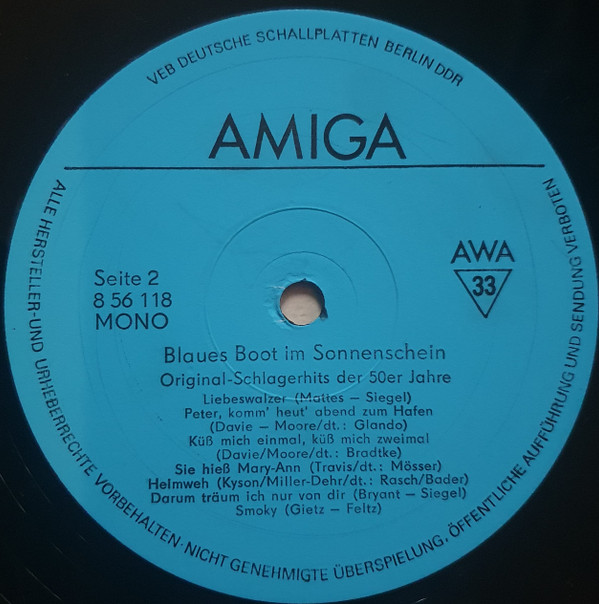 VEB DEUTSCHE SCHALLPLATTEN BERLIN DDR
AMIGA
AWA
33
Seite 2
8 56 118
MONO
Blaues Boot im Sonnenschein
Original-Schlagerhits der 50er Jahre
Liebeswalzer (Mattes – Siegel)
Peter, komm' heut' abend zum Hafen
(Davie – Moore/dt.: Glando)
Küß mich einmal, küß mich zweimal
(Davie/Moore/dt.: Bradtke)
Sie hieß Mary-Ann (Travis/dt.: Mösser)
Heimweh (Kyson/Miller-Dehr/dt.: Rasch/Bader)
Darum träum ich nur von dir (Bryant – Siegel)
Smoky (Gietz – Feltz)
ALLE HERSTELLER-UND URHEBERRECHTE VORBEHALTEN·NICHT GENEHMIGTE ÜBERSPIELUNG, ÖFFENTLICHE AUFFÜHRUNG UND SENDUNG VERBOTEN